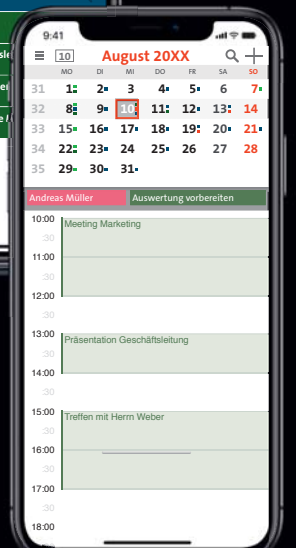 9:41
10 August 20XX
MO DI MI DO FR SA SO
31 1 2 3 4 5 6 7
32 8 9 10 11 12 13 14
33 15 16 17 18 19 20 21
34 22 23 24 25 26 27 28
35 29 30 31
Andreas Müller Auswertung vorbereiten
10:00 Meeting Marketing
:30
11:00
:30
12:00
:30
13:00 Präsentation Geschäftsleitung
:30
14:00
:30
15:00 Treffen mit Herrn Weber
:30
16:00
:30
17:00
:30
18:00
:30